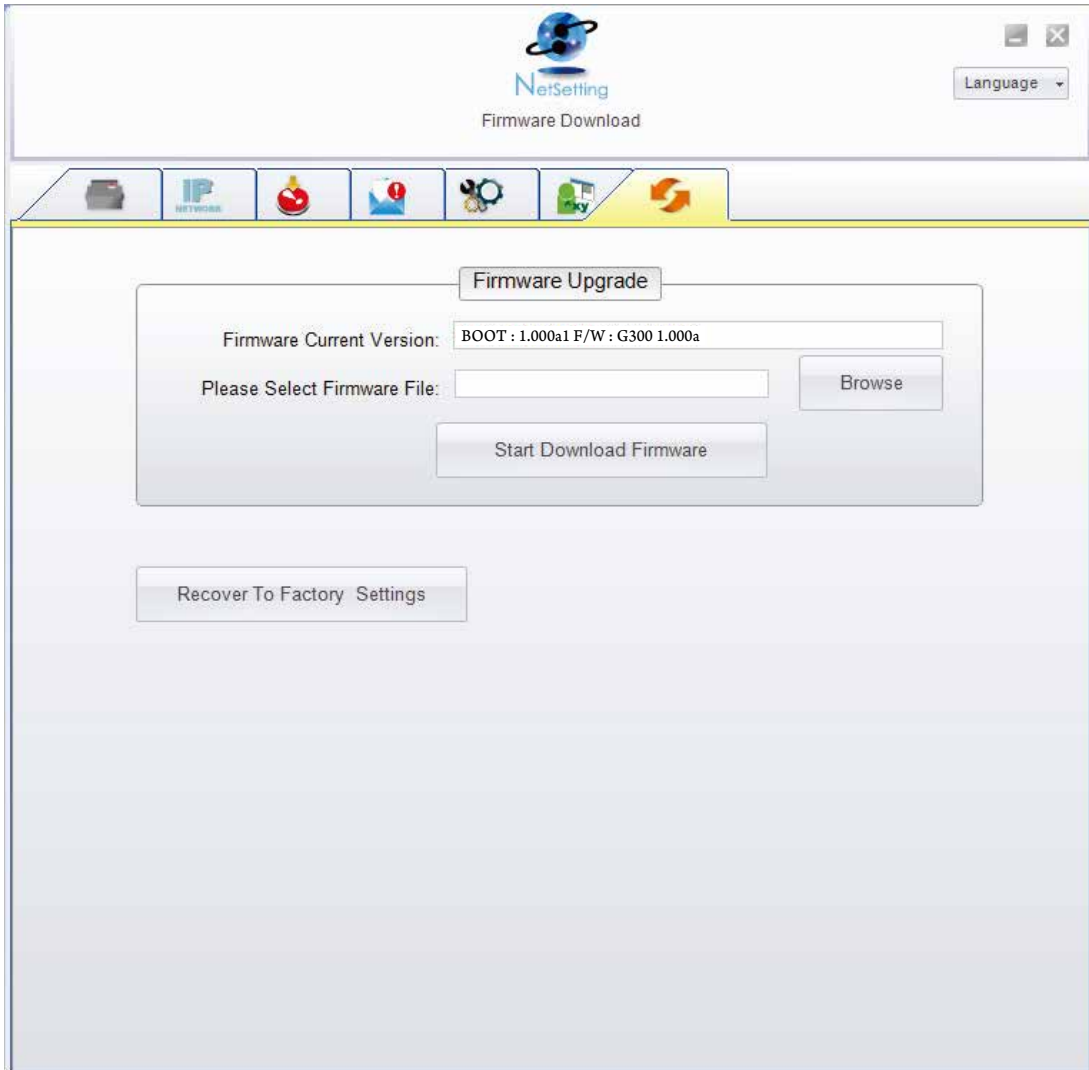 NetSetting
Language
Firmware Download
IP
NETWORK
xy
Firmware Upgrade
Firmware Current Version: BOOT : 1.000a1 F/W : G300 1.000a
Please Select Firmware File: Browse
Start Download Firmware
Recover To Factory Settings